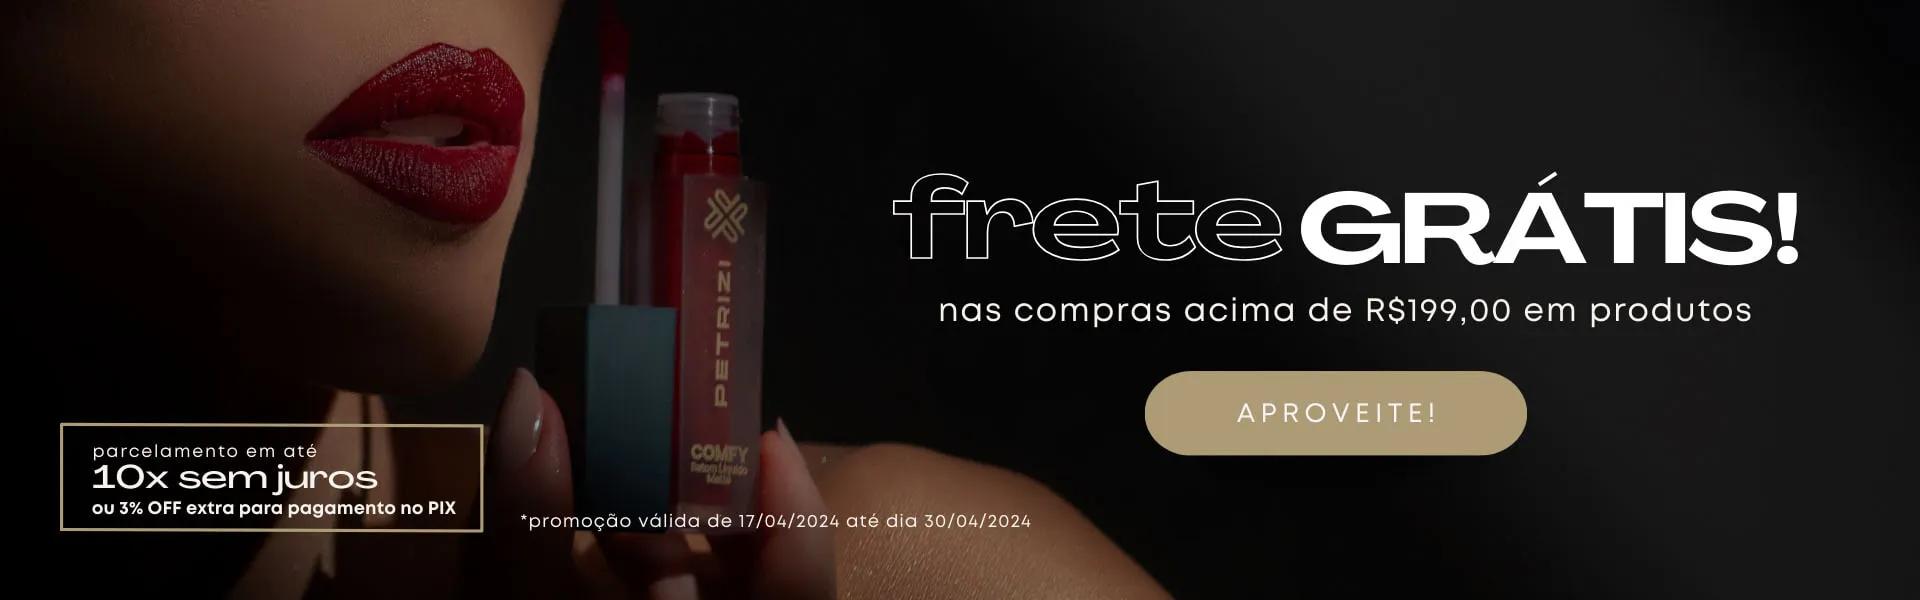 frete GRÁTIS!
nas compras acima de R$199,00 em produtos
APROVEITE!
PETRIZI
COMFY
Batom Líquido
Matte
parcelamento em até
10x sem juros
ou 3% OFF extra para pagamento no PIX
*promoção válida de 17/04/2024 até dia 30/04/2024